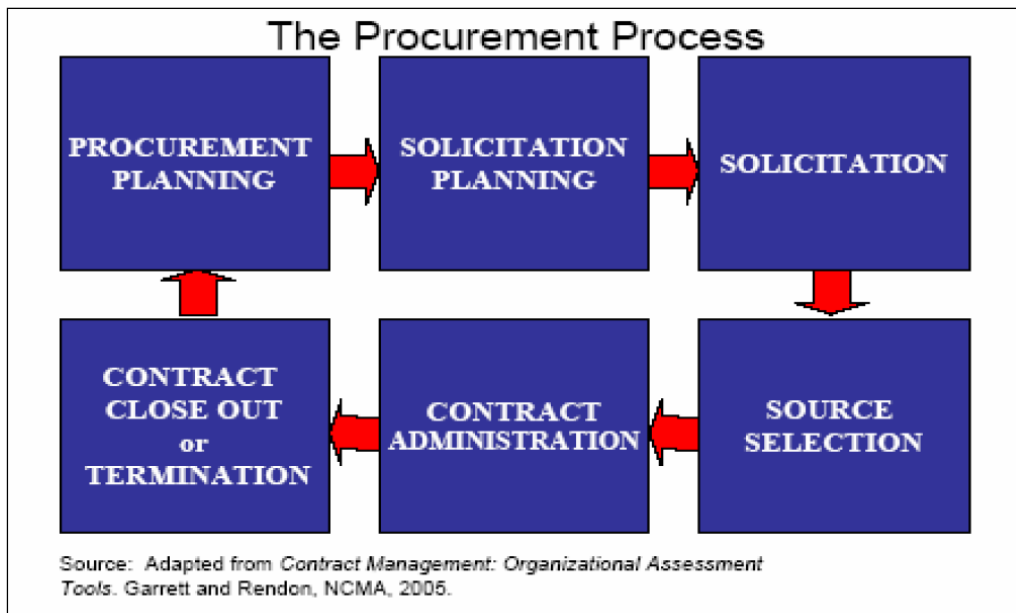 The Procurement Process
PROCUREMENT
PLANNING
SOLICITATION
PLANNING
SOLICITATION
CONTRACT
CLOSE OUT
or
TERMINATION
CONTRACT
ADMINISTRATION
SOURCE
SELECTION
Source: Adapted from Contract Management: Organizational Assessment
Tools. Garrett and Rendon, NCMA, 2005.